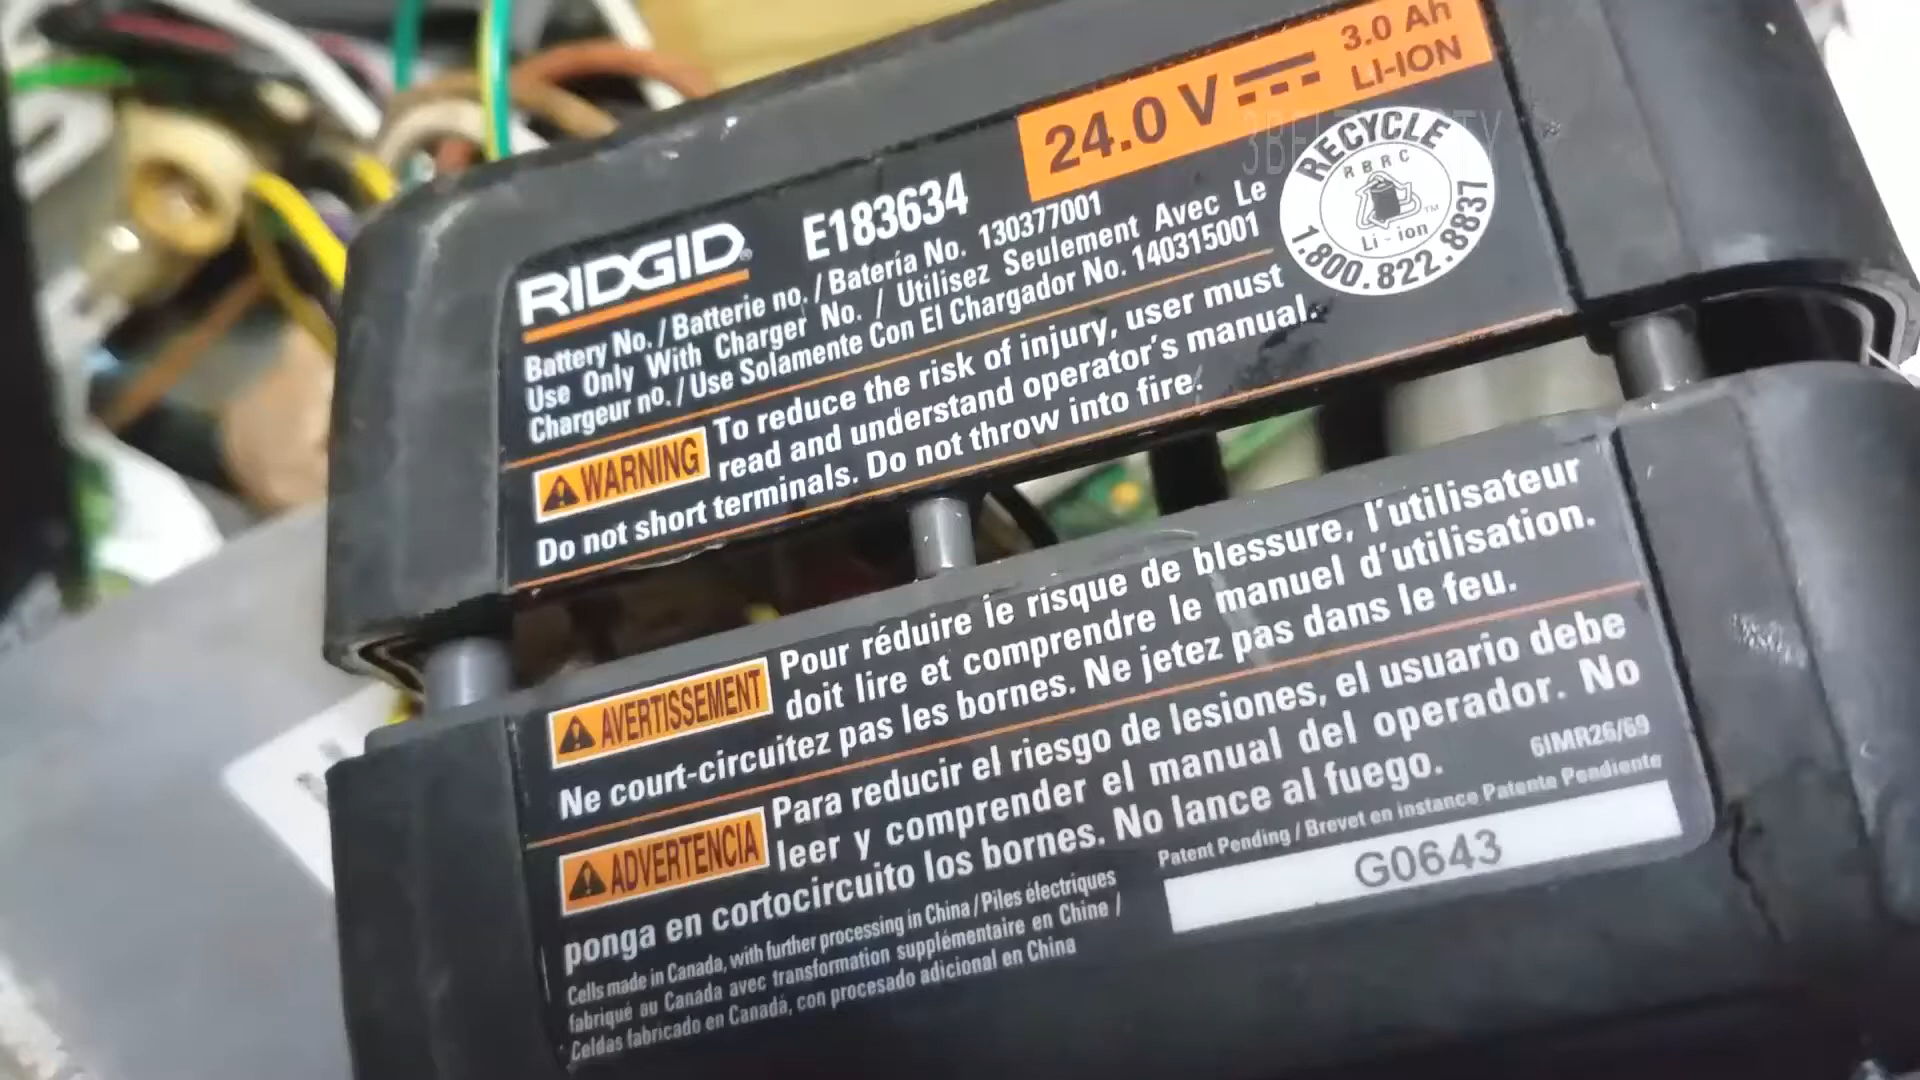 24.0 V
3.0 Ah
LI-ION
RECYCLE
RBRC
Li-ion
TM
1.800.822.8837
RIDGID®
E183634
Battery No. / Batterie no. / Batería No. 130377001
Use Only With Charger No. / Utilisez Seulement Avec Le
Chargeur no. / Use Solamente Con El Chargador No. 140315001
WARNING To reduce the risk of injury, user must
read and understand operator's manual.
Do not short terminals. Do not throw into fire.
AVERTISSEMENT Pour réduire le risque de blessure, l'utilisateur
doit lire et comprendre le manuel d'utilisation.
Ne court-circuitez pas les bornes. Ne jetez pas dans le feu.
ADVERTENCIA Para reducir el riesgo de lesiones, el usuario debe
leer y comprender el manual del operador. No
ponga en cortocircuito los bornes. No lance al fuego.
6IMR26/69
Patent Pending / Brevet en instance Patente Pendiente
G0643
Cells made in Canada, with further processing in China / Piles électriques
fabriqué au Canada avec transformation supplémentaire en Chine /
Celdas fabricado en Canadá, con procesado adicional en China